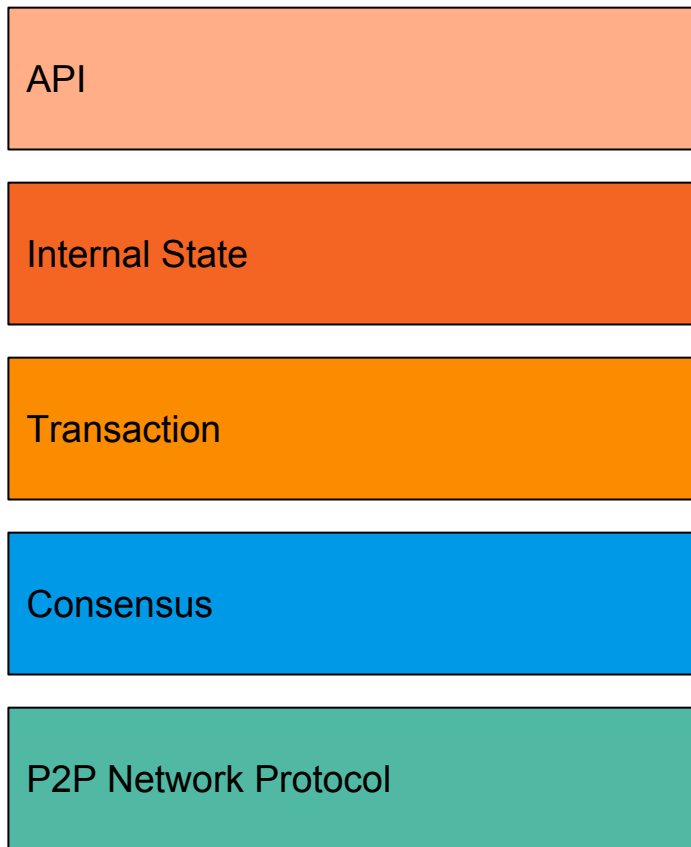 API
Internal State
Transaction
Consensus
P2P Network Protocol